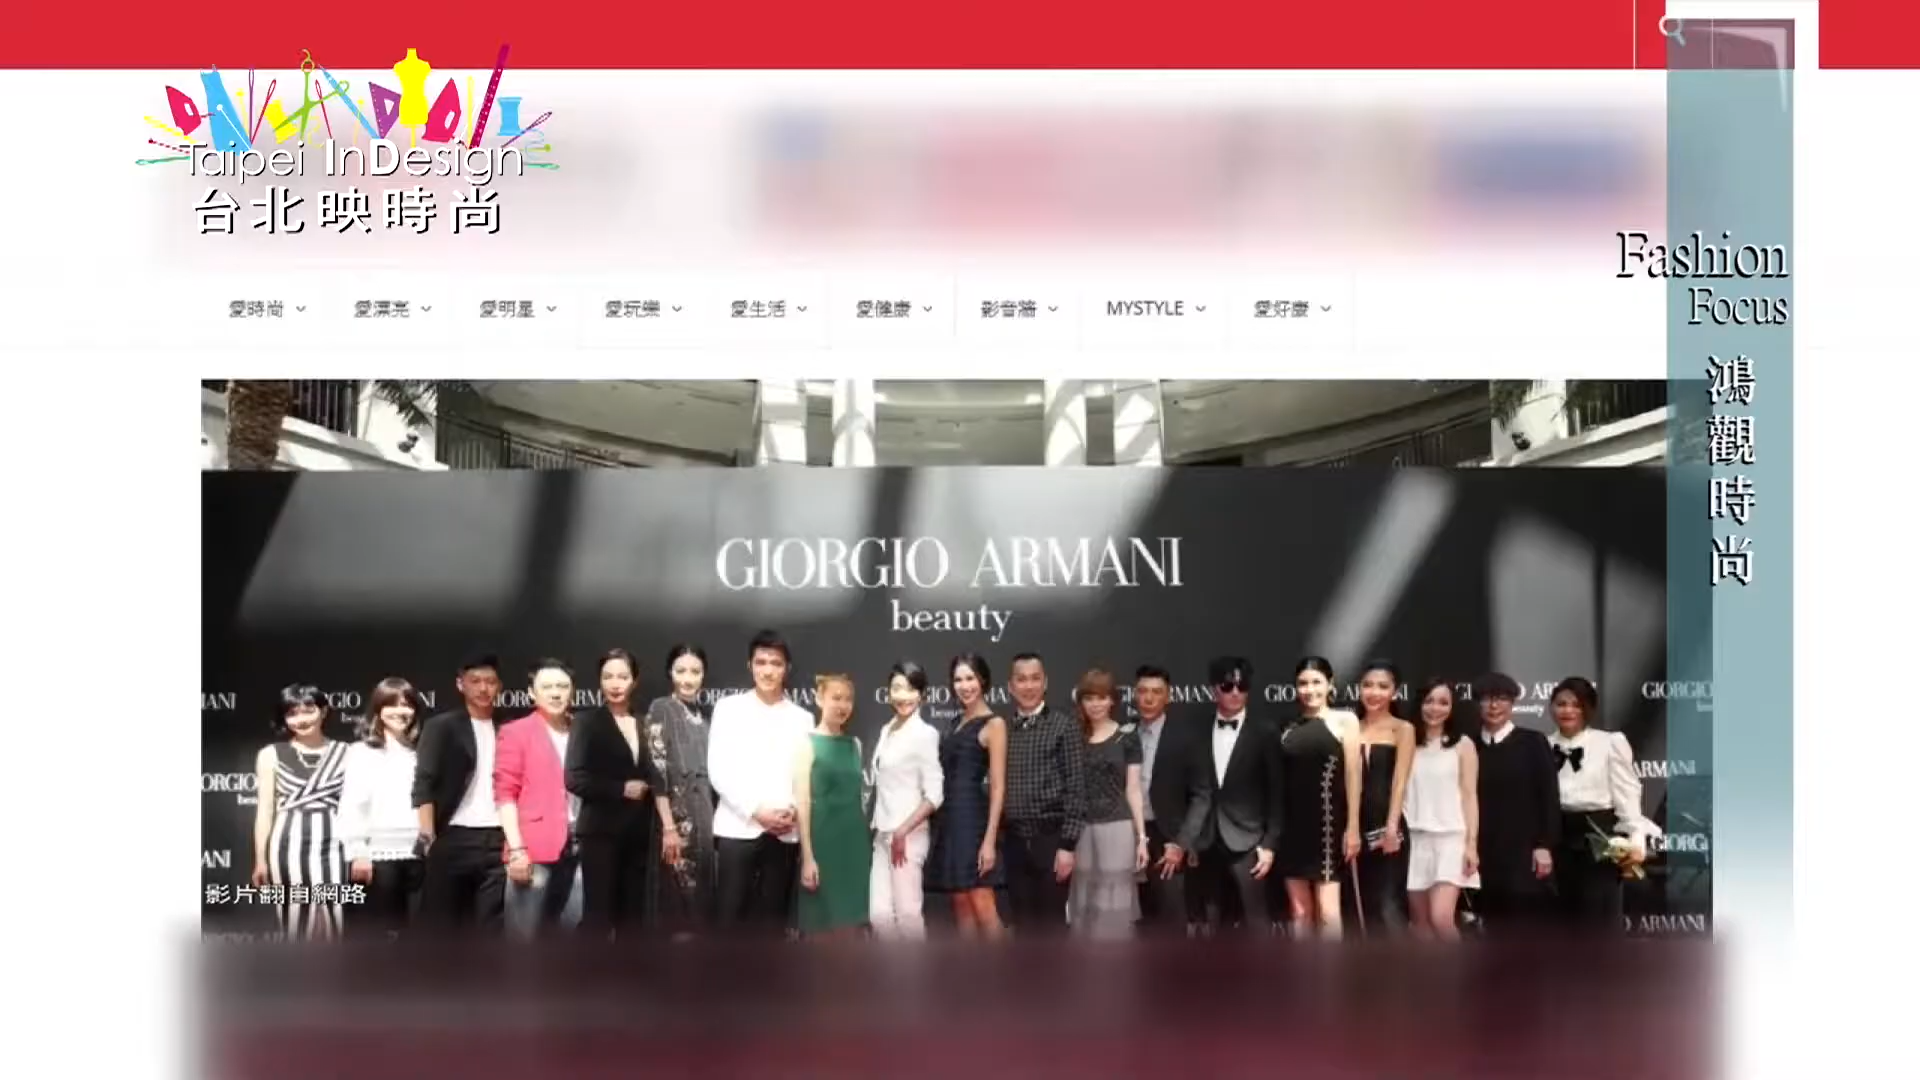 Taipei InDesign
台北映時尚
Fashion
Focus
鴻觀時尚
愛時尚
愛漂亮
愛明星
愛玩樂
愛生活
愛健康
影音牆
MYSTYLE
愛好康
GIORGIO ARMANI
beauty
影片翻自網路